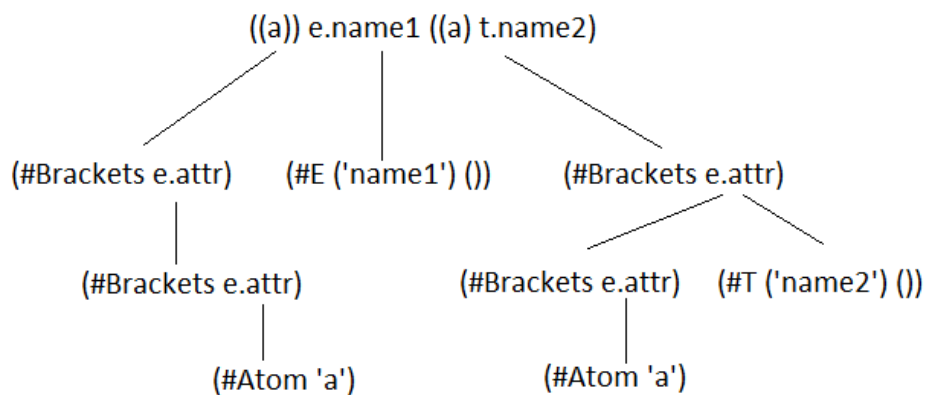 ((a)) e.name1 ((a) t.name2)
(#Brackets e.attr) (#E ('name1') ()) (#Brackets e.attr)
(#Brackets e.attr) (#Brackets e.attr) (#T ('name2') ())
(#Atom 'a') (#Atom 'a')